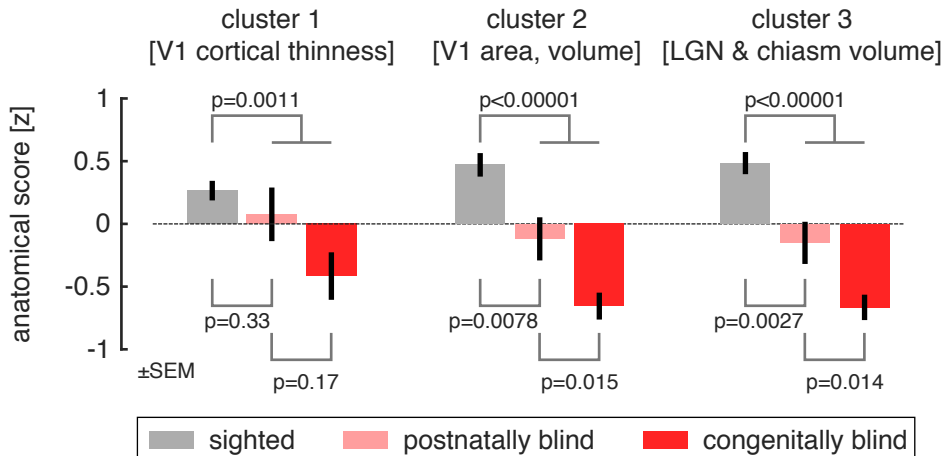 cluster 1
[V1 cortical thinness]
cluster 2
[V1 area, volume]
cluster 3
[LGN & chiasm volume]
anatomical score [z]
1
0.5
0
-0.5
-1
p=0.0011
p<0.00001
p<0.00001
p=0.33
p=0.0078
p=0.0027
±SEM
p=0.17
p=0.015
p=0.014
sighted
postnatally blind
congenitally blind